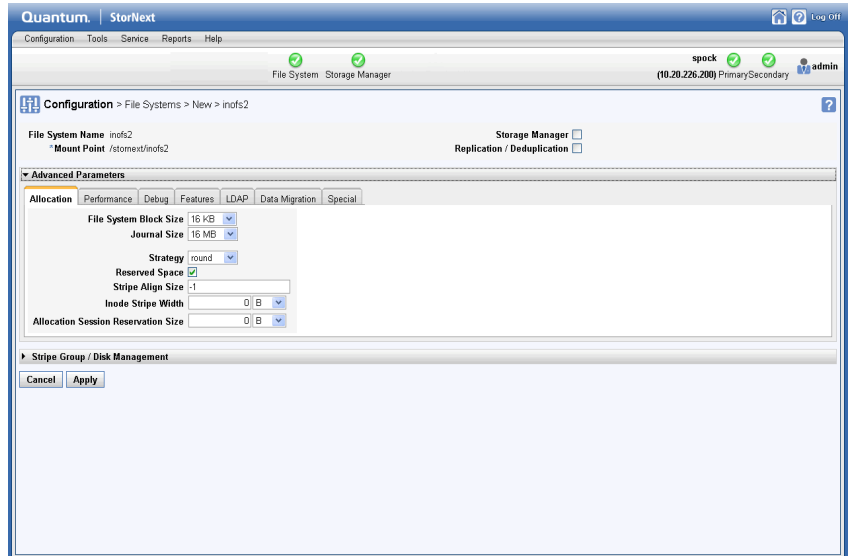 Quantum. | StorNext Log Off
Configuration Tools Service Reports Help
File System Storage Manager spock (10.20.226.200) Primary Secondary admin
Configuration > File Systems > New > inofs2
File System Name inofs2 Storage Manager
*Mount Point /stornext/inofs2 Replication / Deduplication
Advanced Parameters
Allocation Performance Debug Features LDAP Data Migration Special
File System Block Size 16 KB
Journal Size 16 MB
Strategy round
Reserved Space
Stripe Align Size -1
Inode Stripe Width 0 B
Allocation Session Reservation Size 0 B
Stripe Group / Disk Management
Cancel Apply